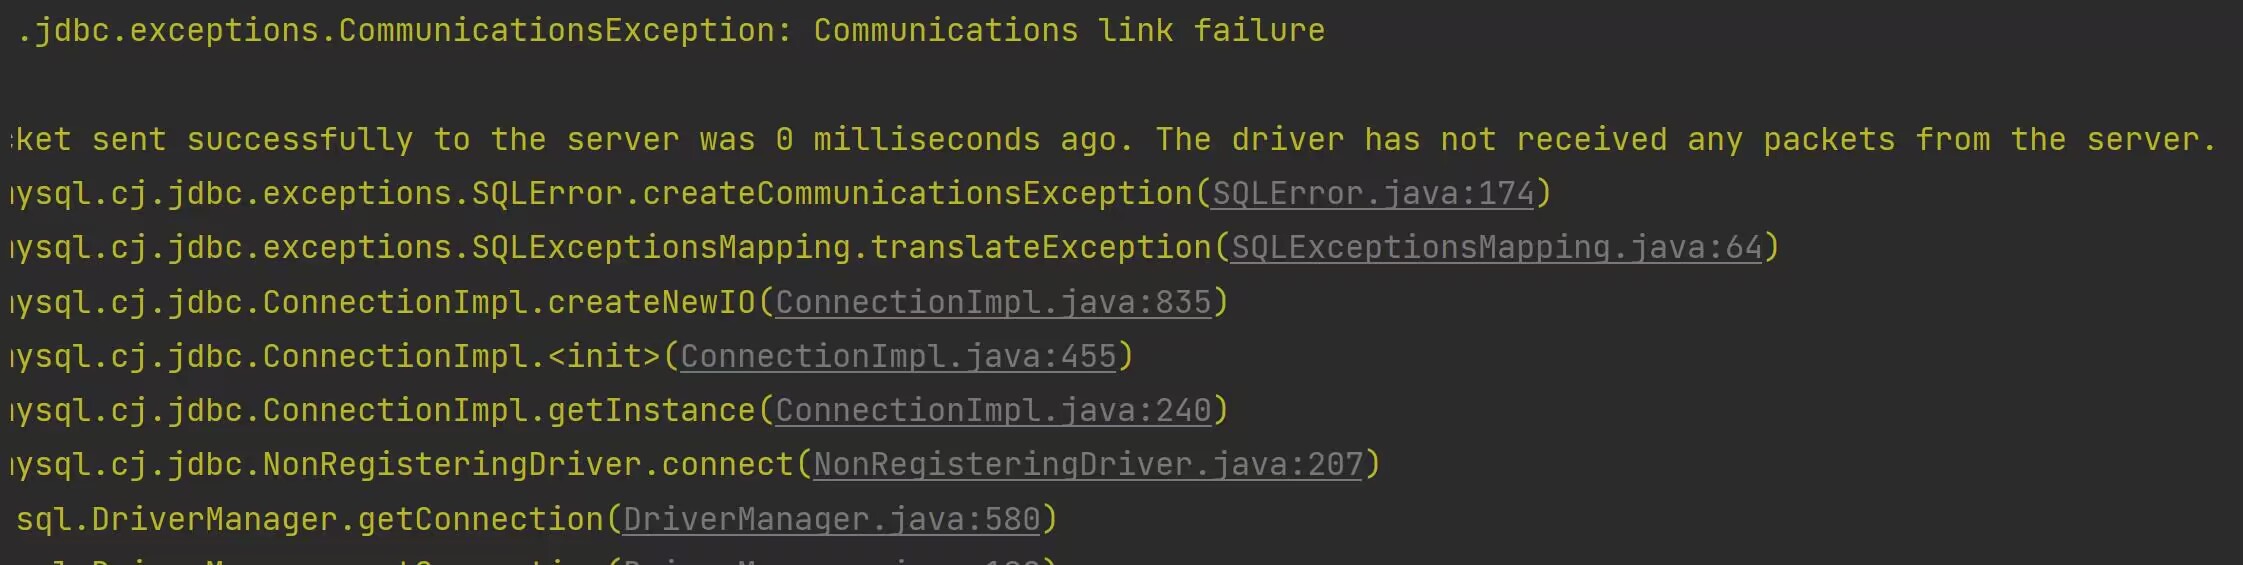 .jdbc.exceptions.CommunicationsException: Communications link failure
sent successfully to the server was 0 milliseconds ago. The driver has not received any packets from the server.
ysql.cj.jdbc.exceptions.SQLError.createCommunicationsException(SQLError.java:174)
ysql.cj.jdbc.exceptions.SQLExceptionsMapping.translateException(SQLExceptionsMapping.java:64)
ysql.cj.jdbc.ConnectionImpl.createNewIO(ConnectionImpl.java:835)
ysql.cj.jdbc.ConnectionImpl.<init>(ConnectionImpl.java:455)
ysql.cj.jdbc.ConnectionImpl.getInstance(ConnectionImpl.java:240)
ysql.cj.jdbc.NonRegisteringDriver.connect(NonRegisteringDriver.java:207)
sql.DriverManager.getConnection(DriverManager.java:580)